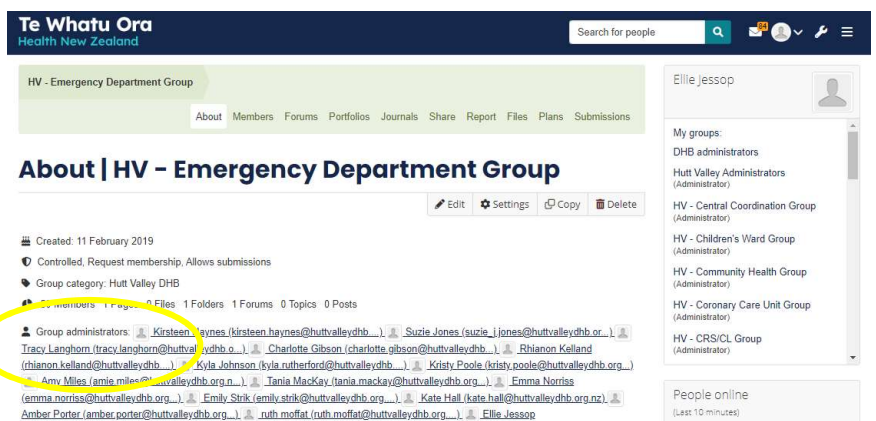 Te Whatu Ora
Health New Zealand
Search for people
84
HV - Emergency Department Group
About Members Forums Portfolios Journals Share Report Files Plans Submissions
About | HV - Emergency Department Group
Edit Settings Copy Delete
Created: 11 February 2019
Controlled, Request membership, Allows submissions
Group category: Hutt Valley DHB
Members 1 Pages 0 Files 1 Folders 1 Forums 0 Topics 0 Posts
Group administrators: Kirsteen Haynes (kirsteen.haynes@huttvalleydhb....) Suzie Jones (suzie_j.jones@huttvalleydhb.or...)
Tracy Langhorn (tracy.langhorn@huttvalleydhb.o...) Charlotte Gibson (charlotte.gibson@huttvalleydhb...) Rhianon Kelland
(rhianon.kelland@huttvalleydhb....) Kyla Johnson (kyla.rutherford@huttvalleydhb....) Kristy Poole (kristy.poole@huttvalleydhb.org...)
Amy Miles (amie.miles@huttvalleydhb.org.n...) Tania MacKay (tania.mackay@huttvalleydhb.org...) Emma Norriss
(emma.norriss@huttvalleydhb.org...) Emily Strik (emily.strik@huttvalleydhb.org...) Kate Hall (kate.hall@huttvalleydhb.org.nz)
Amber Porter (amber.porter@huttvalleydhb.org...) ruth moffat (ruth.moffat@huttvalleydhb.org....) Ellie Jessop
Ellie Jessop
My groups:
DHB administrators
Hutt Valley Administrators
(Administrator)
HV - Central Coordination Group
(Administrator)
HV - Children's Ward Group
(Administrator)
HV - Community Health Group
(Administrator)
HV - Coronary Care Unit Group
(Administrator)
HV - CRS/CL Group
(Administrator)
People online
(Last 10 minutes)